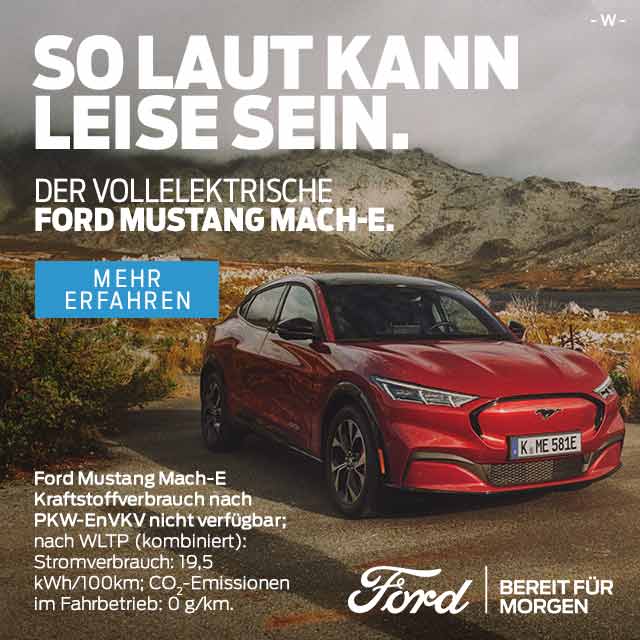 - W -
SO LAUT KANN
LEISE SEIN.
DER VOLLELEKTRISCHE
FORD MUSTANG MACH-E.
MEHR
ERFAHREN
K ME 581E
Ford Mustang Mach-E
Kraftstoffverbrauch nach
PKW-EnVKV nicht verfügbar;
nach WLTP (kombiniert):
Stromverbrauch: 19,5
kWh/100km; CO₂-Emissionen
im Fahrbetrieb: 0 g/km.
Ford
BEREIT FÜR
MORGEN